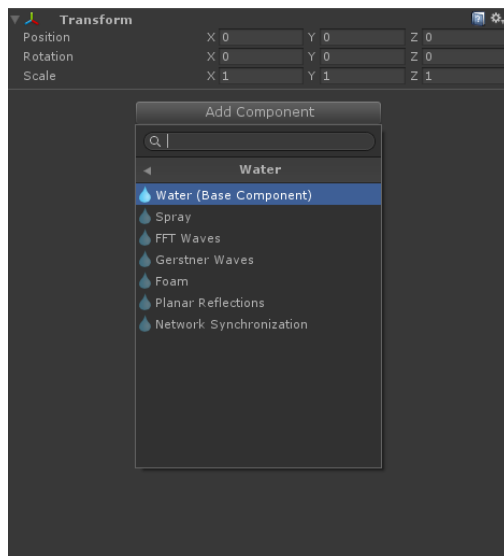 Transform
Position X 0 Y 0 Z 0
Rotation X 0 Y 0 Z 0
Scale X 1 Y 1 Z 1
Add Component
Water
Water (Base Component)
Spray
FFT Waves
Gerstner Waves
Foam
Planar Reflections
Network Synchronization